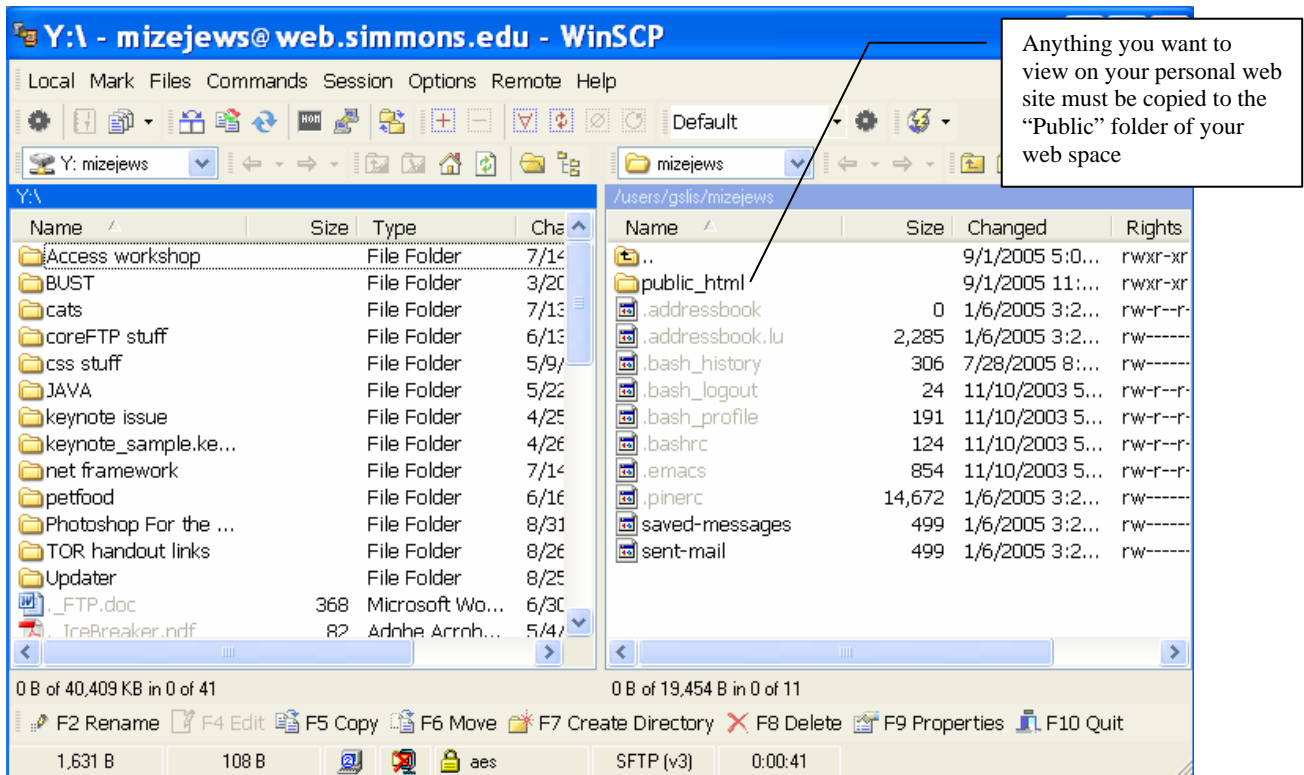 Y:\ - mizejews@web.simmons.edu - WinSCP
Anything you want to
view on your personal web
site must be copied to the
“Public” folder of your
web space
Local Mark Files Commands Session Options Remote Help
Default
Y: mizejews
mizejews
Y:\
Name Size Type Cha
Access workshop File Folder 7/14
BUST File Folder 3/20
cats File Folder 7/13
coreFTP stuff File Folder 6/13
css stuff File Folder 5/9/
JAVA File Folder 5/22
keynote issue File Folder 4/25
keynote_sample.ke... File Folder 4/26
net framework File Folder 7/14
petfood File Folder 6/16
Photoshop For the ... File Folder 8/31
TOR handout links File Folder 8/26
Updater File Folder 8/25
._FTP.doc 368 Microsoft Wo... 6/30
._IceBreaker.pdf 82 Adobe Acrob... 5/4/
0 B of 40,409 KB in 0 of 41
/users/gslis/mizejews
Name Size Changed Rights
.. 9/1/2005 5:0... rwxr-xr
public_html 9/1/2005 11:... rwxr-xr
.addressbook 0 1/6/2005 3:2... rw-r--r-
.addressbook.lu 2,285 1/6/2005 3:2... rw------
.bash_history 306 7/28/2005 8:... rw------
.bash_logout 24 11/10/2003 5... rw-r--r-
.bash_profile 191 11/10/2003 5... rw-r--r-
.bashrc 124 11/10/2003 5... rw-r--r-
.emacs 854 11/10/2003 5... rw-r--r-
.pinerc 14,672 1/6/2005 3:2... rw------
saved-messages 499 1/6/2005 3:2... rw------
sent-mail 499 1/6/2005 3:2... rw------
0 B of 19,454 B in 0 of 11
F2 Rename F4 Edit F5 Copy F6 Move F7 Create Directory F8 Delete F9 Properties F10 Quit
1,631 B 108 B aes SFTP (v3) 0:00:41